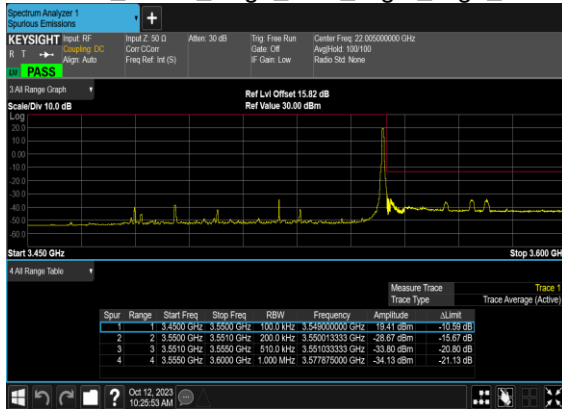 Spectrum Analyzer 1
Spurious Emissions
KEYSIGHT Input: RF
R T Coupling: DC
Align: Auto
LW PASS
Input Z: 50 Ω
Corr CCorr
Freq Ref: Int (S)
Atten: 30 dB
Trig: Free Run
Gate: Off
IF Gain: Low
Center Freq: 22.005000000 GHz
Avg|Hold: 100/100
Radio Std: None
3 All Range Graph
Scale/Div 10.0 dB
Ref Lvl Offset 15.82 dB
Ref Value 30.00 dBm
Log
20.0
10.0
0.00
-10.0
-20.0
-30.0
-40.0
-50.0
-60.0
Start 3.450 GHz Stop 3.600 GH
4 All Range Table
Measure Trace Trace 1
Trace Type Trace Average (Active)
Spur Range Start Freq Stop Freq RBW Frequency Amplitude ΔLimit
1 1 3.4500 GHz 3.5500 GHz 100.0 kHz 3.549000000 GHz 19.41 dBm -10.59 dB
2 2 3.5500 GHz 3.5510 GHz 200.0 kHz 3.550013333 GHz -28.67 dBm -15.67 dB
3 3 3.5510 GHz 3.5550 GHz 510.0 kHz 3.551033333 GHz -33.80 dBm -20.80 dB
4 4 3.5550 GHz 3.6000 GHz 1.000 MHz 3.577875000 GHz -34.13 dBm -21.13 dB
Oct 12, 2023
10:25:53 AM